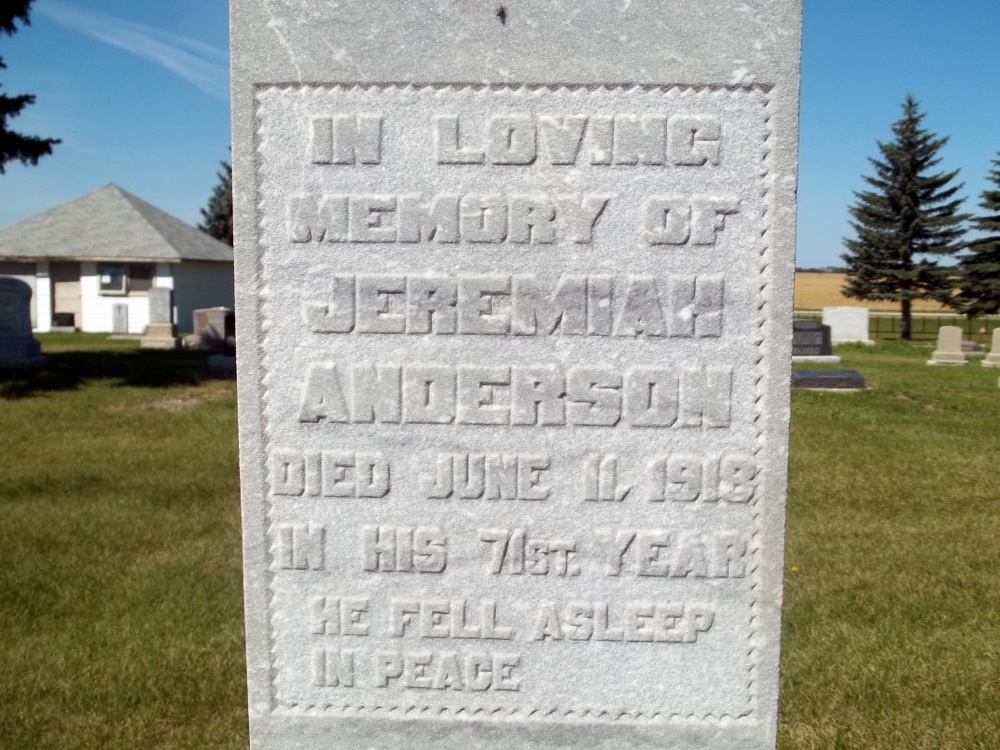 IN LOVING
MEMORY OF
JEREMIAH
ANDERSON
DIED JUNE 11, 1918
IN HIS 71ST. YEAR
HE FELL ASLEEP
IN PEACE